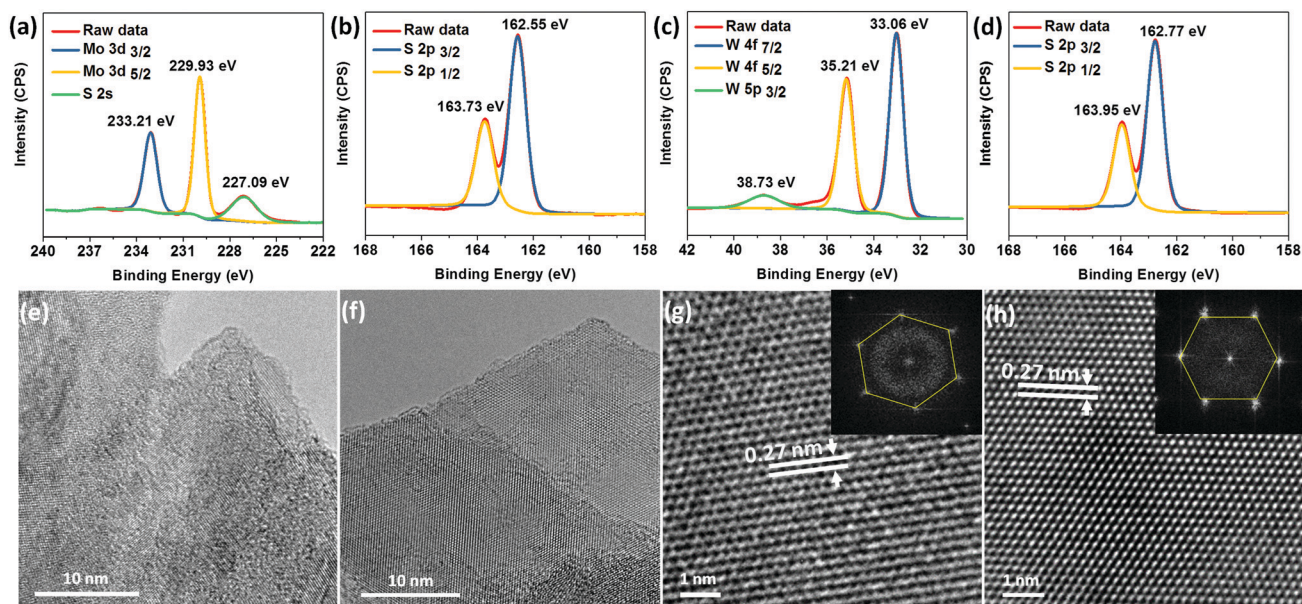 (a)
Raw data
Mo 3d 3/2
Mo 3d 5/2
S 2s
229.93 eV
233.21 eV
227.09 eV
Intensity (CPS)
240 237 234 231 228 225 222
Binding Energy (eV)
(b)
Raw data
S 2p 3/2
S 2p 1/2
162.55 eV
163.73 eV
Intensity (CPS)
168 166 164 162 160 158
Binding Energy (eV)
(c)
Raw data
W 4f 7/2
W 4f 5/2
W 5p 3/2
33.06 eV
35.21 eV
38.73 eV
Intensity (CPS)
42 39 36 33 30
Binding Energy (eV)
(d)
Raw data
S 2p 3/2
S 2p 1/2
162.77 eV
163.95 eV
Intensity (CPS)
168 166 164 162 160 158
Binding Energy (eV)
(e)
10 nm
(f)
10 nm
(g)
0.27 nm
1 nm
(h)
0.27 nm
1 nm